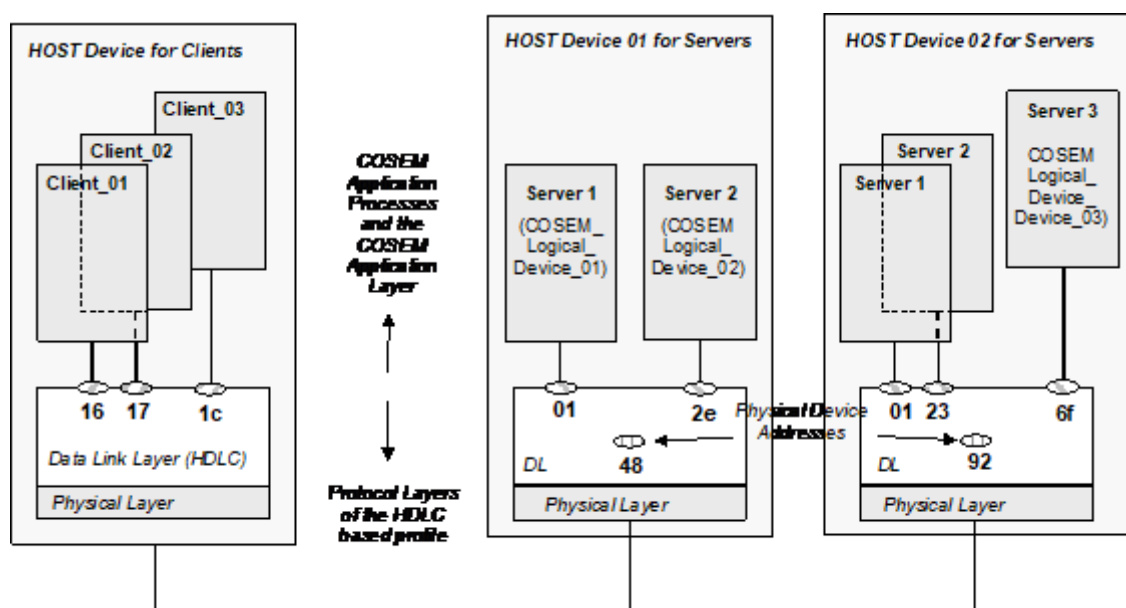 HOST Device for Clients
Client_03
Client_02
Client_01
16 17 1c
Data Link Layer (HDLC)
Physical Layer
COSEM
Application
Processes
and the
COSEM
Application
Layer
Protocol Layers
of the HDLC
based profile
HOST Device 01 for Servers
Server 1
(COSEM_
Logical_
Device_01)
Server 2
(COSEM
Logical_
Device_02)
01 2e
48
DL
Physical Layer
Physical Device
Addresses
HOST Device 02 for Servers
Server 3
COSEM
Logical_
Device_
Device_03)
Server 2
Server 1
01 23 6f
92
DL
Physical Layer